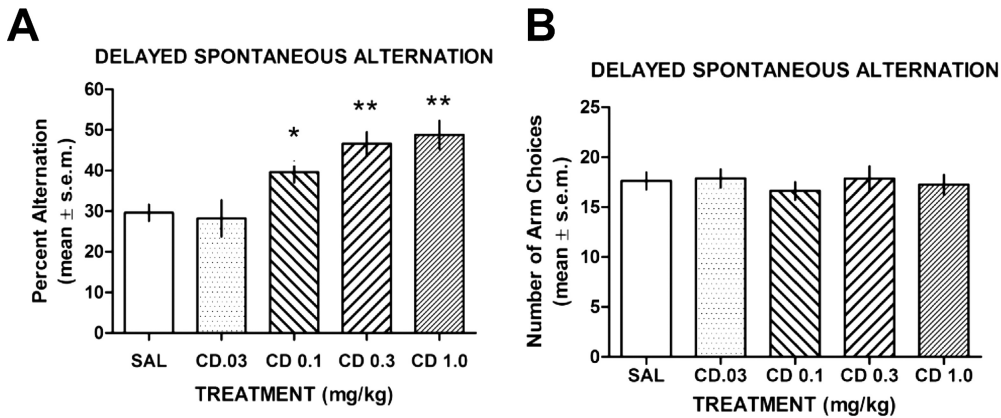 A
DELAYED SPONTANEOUS ALTERNATION
Percent Alternation
(mean ± s.e.m.)
60
50
40
30
20
10
0
*
**
**
SAL
CD.03
CD 0.1
CD 0.3
CD 1.0
TREATMENT (mg/kg)
B
DELAYED SPONTANEOUS ALTERNATION
Number of Arm Choices
(mean ± s.e.m.)
25
20
15
10
5
0
SAL
CD.03
CD 0.1
CD 0.3
CD 1.0
TREATMENT (mg/kg)